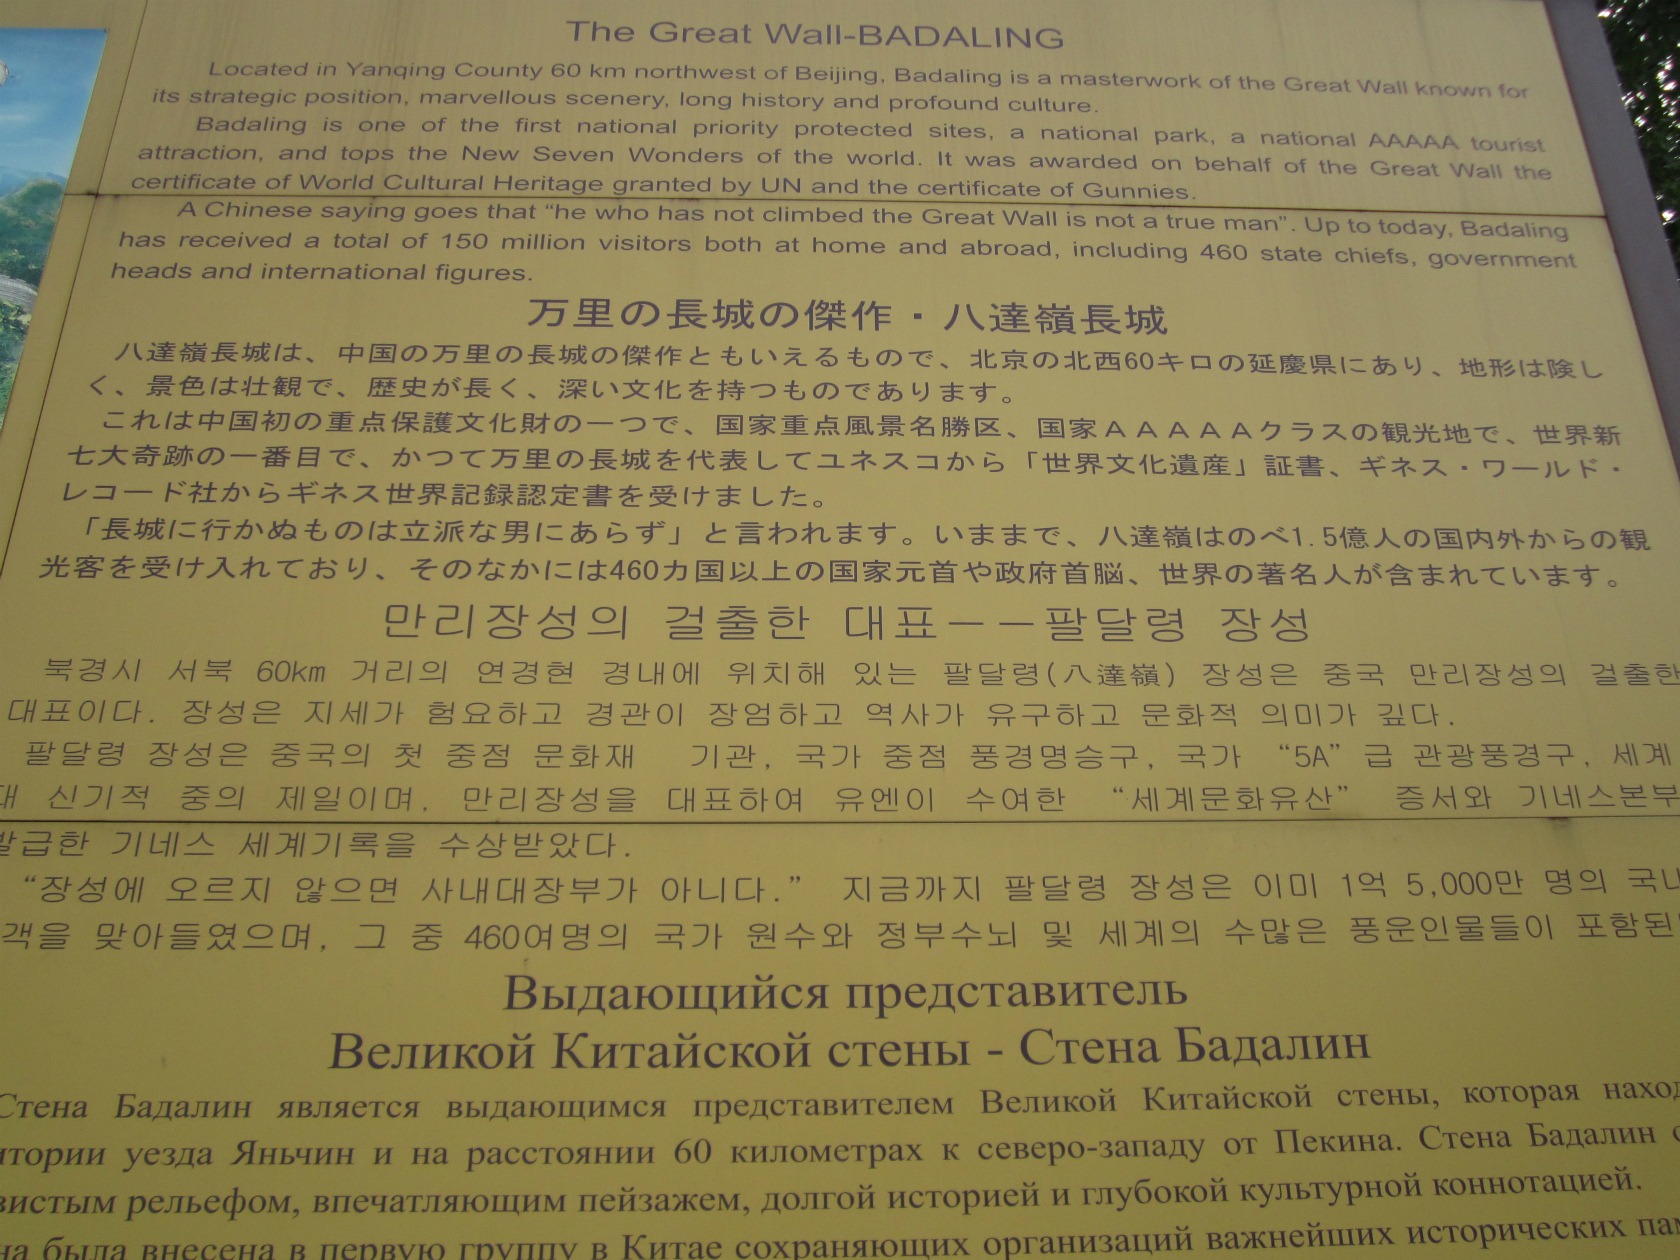 The Great Wall-BADALING
Located in Yanqing County 60 km northwest of Beijing, Badaling is a masterwork of the Great Wall known for
its strategic position, marvellous scenery, long history and profound culture.
Badaling is one of the first national priority protected sites, a national park, a national AAAAA tourist
attraction, and tops the New Seven Wonders of the world. It was awarded on behalf of the Great Wall the
certificate of World Cultural Heritage granted by UN and the certificate of Gunnies.
A Chinese saying goes that “he who has not climbed the Great Wall is not a true man”. Up to today, Badaling
has received a total of 150 million visitors both at home and abroad, including 460 state chiefs, government
heads and international figures.
万里の長城の傑作・八達嶺長城
八達嶺長城は、中国の万里の長城の傑作ともいえるもので、北京の北西60キロの延慶県にあり、地形は険し
く、景色は壮観で、歴史が長く、深い文化を持つものであります。
これは中国初の重点保護文化財の一つで、国家重点風景名勝区、国家ＡＡＡＡＡクラスの観光地で、世界新
七大奇跡の一番目で、かつて万里の長城を代表してユネスコから「世界文化遺産」証書、ギネス・ワールド・
レコード社からギネス世界記録認定書を受けました。
「長城に行かぬものは立派な男にあらず」と言われます。いままで、八達嶺はのべ1.5億人の国内外からの観
光客を受け入れており、そのなかには460カ国以上の国家元首や政府首脳、世界の著名人が含まれています。
만리장성의 걸출한 대표－－팔달령 장성
북경시 서북 60km 거리의 연경현 경내에 위치해 있는 팔달령(八達嶺) 장성은 중국 만리장성의 걸출한
대표이다. 장성은 지세가 험요하고 경관이 장엄하고 역사가 유구하고 문화적 의미가 깊다.
팔달령 장성은 중국의 첫 중점 문화재 기관, 국가 중점 풍경명승구, 국가 “5A”급 관광풍경구, 세계
대 신기적 중의 제일이며, 만리장성을 대표하여 유엔이 수여한 “세계문화유산” 증서와 기네스본부
발급한 기네스 세계기록을 수상받았다.
“장성에 오르지 않으면 사내대장부가 아니다.” 지금까지 팔달령 장성은 이미 1억 5,000만 명의 국내
객을 맞아들였으며, 그 중 460여명의 국가 원수와 정부수뇌 및 세계의 수많은 풍운인물들이 포함된
Выдающийся представитель
Великой Китайской стены - Стена Бадалин
Стена Бадалин является выдающимся представителем Великой Китайской стены, которая наход
итории уезда Яньчин и на расстоянии 60 километрах к северо-западу от Пекина. Стена Бадалин
вистым рельефом, впечатляющим пейзажем, долгой историей и глубокой культурной коннотацией.
на была внесена в первую группу в Китае сохраняющих организаций важнейших исторических пам